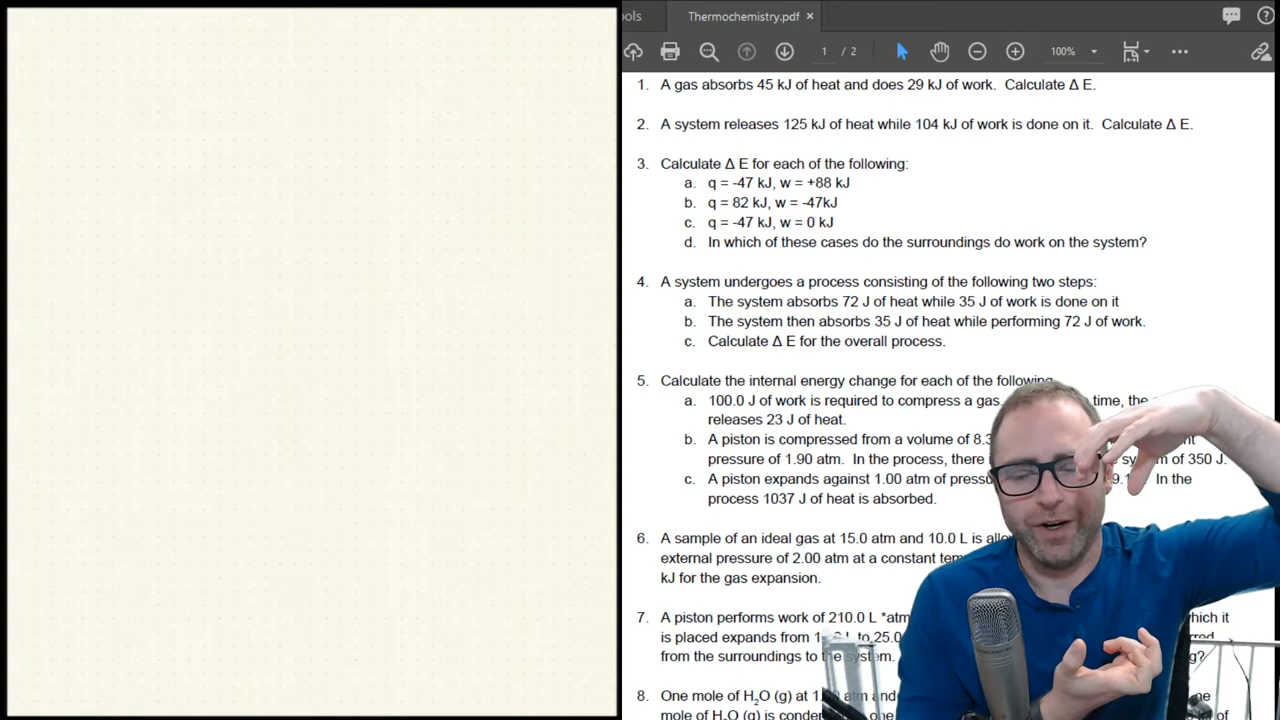 ols
Thermochemistry.pdf ×
1 / 2
100%
1. A gas absorbs 45 kJ of heat and does 29 kJ of work. Calculate Δ E.
2. A system releases 125 kJ of heat while 104 kJ of work is done on it. Calculate Δ E.
3. Calculate Δ E for each of the following:
a. q = -47 kJ, w = +88 kJ
b. q = 82 kJ, w = -47kJ
c. q = -47 kJ, w = 0 kJ
d. In which of these cases do the surroundings do work on the system?
4. A system undergoes a process consisting of the following two steps:
a. The system absorbs 72 J of heat while 35 J of work is done on it
b. The system then absorbs 35 J of heat while performing 72 J of work.
c. Calculate Δ E for the overall process.
5. Calculate the internal energy change for each of the following
a. 100.0 J of work is required to compress a gas. time, the
releases 23 J of heat.
b. A piston is compressed from a volume of 8.3
pressure of 1.90 atm. In the process, there of 350 J.
c. A piston expands against 1.00 atm of In the
process 1037 J of heat is absorbed.
6. A sample of an ideal gas at 15.0 atm and 10.0 L is
external pressure of 2.00 atm at a constant
kJ for the gas expansion.
7. A piston performs work of 210.0 L *atm which it
is placed expands from to 25.0
from the surroundings to the system.
8. One mole of H₂O (g) at atm and
mole of H₂O (g) is one of